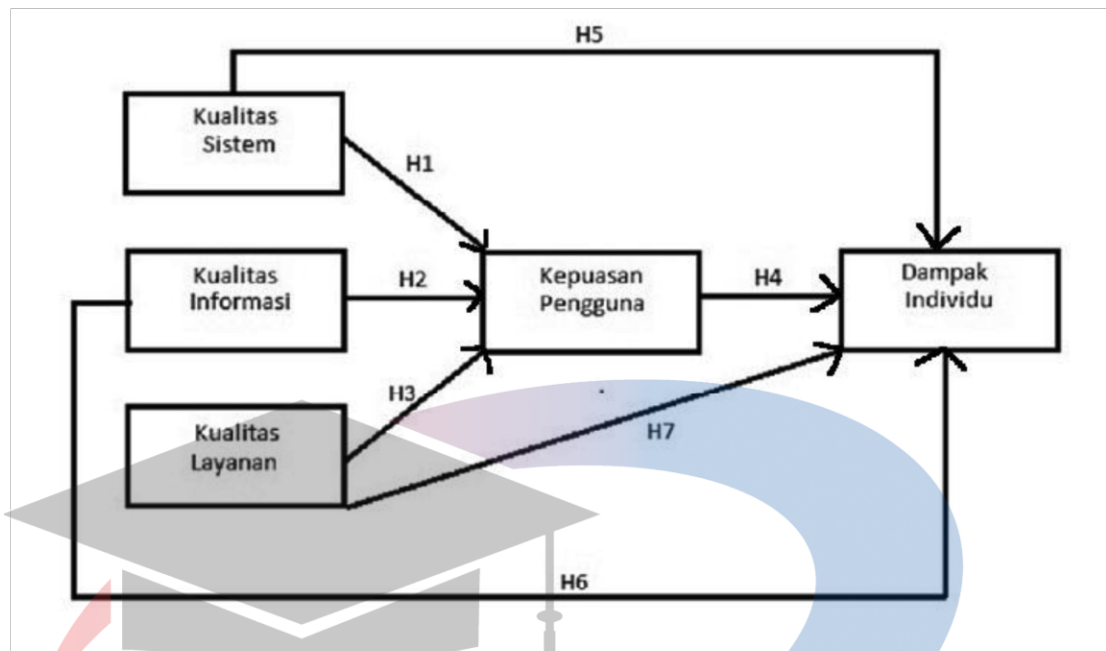 H5
Kualitas
Sistem
H1
Kualitas
Informasi
H2
Kepuasan
Pengguna
H4
Dampak
Individu
H3
Kualitas
Layanan
H7
H6